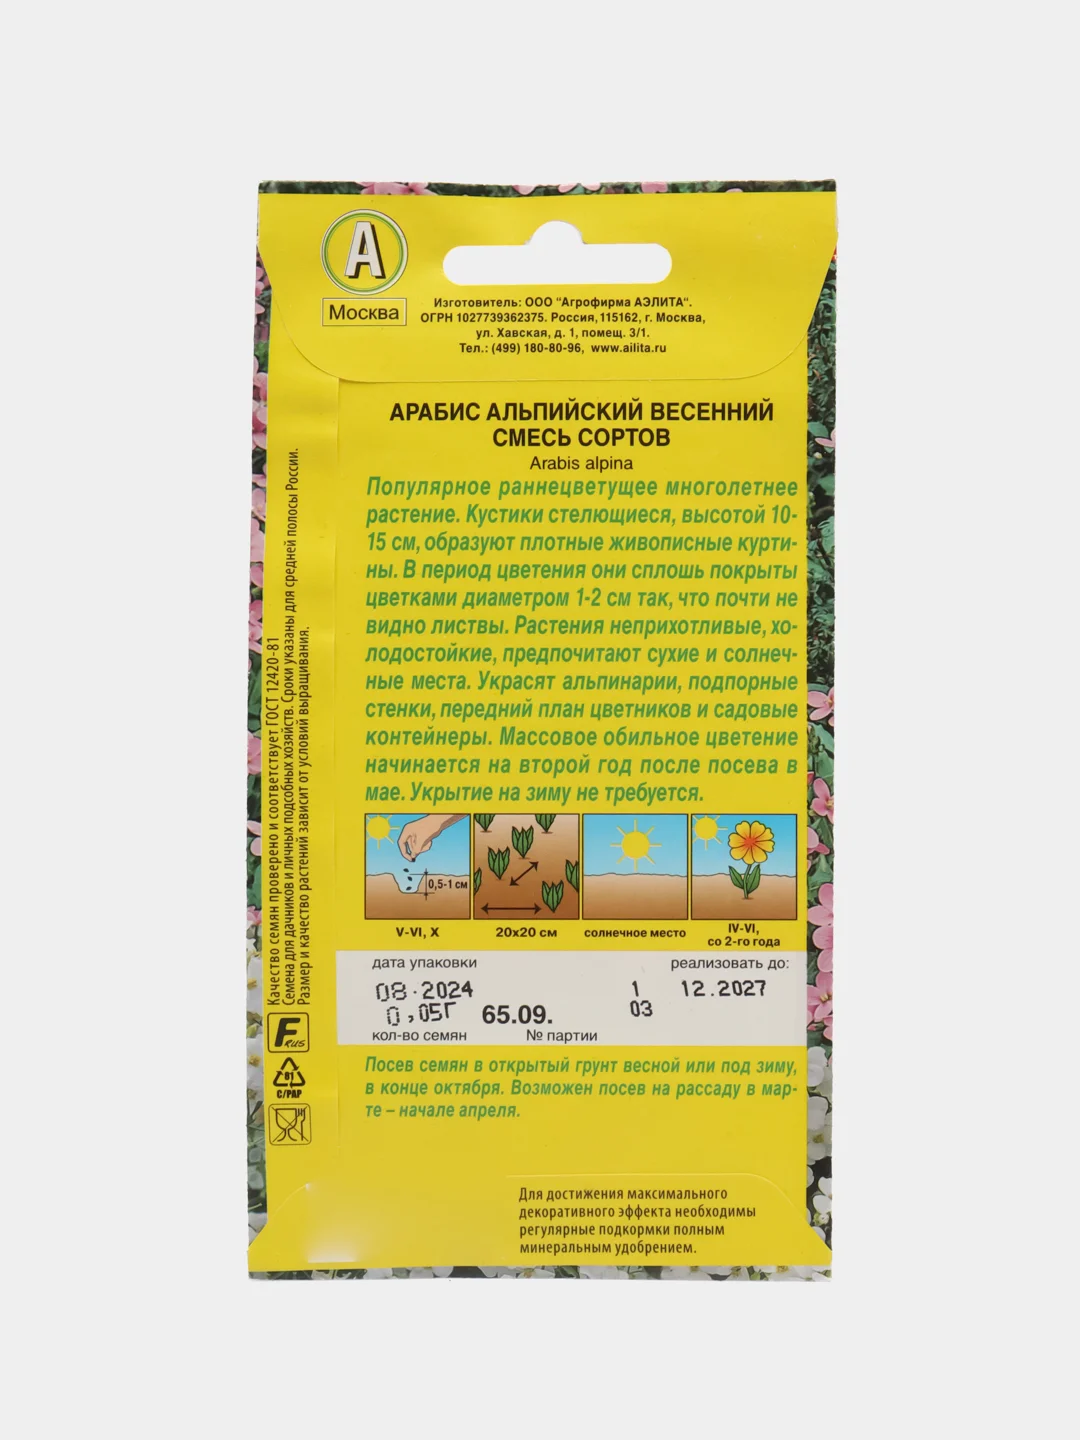 А
Москва
Изготовитель: ООО "Агрофирма АЭЛИТА".
ОГРН 1027739362375. Россия,115162, г. Москва,
ул. Хавская, д. 1, помещ. 3/1.
Тел.: (499) 180-80-96, www.ailita.ru
АРАБИС АЛЬПИЙСКИЙ ВЕСЕННИЙ
СМЕСЬ СОРТОВ
Arabis alpina
Популярное раннецветущее многолетнее
растение. Кустики стелющиеся, высотой 10-
15 см, образуют плотные живописные курти-
ны. В период цветения они сплошь покрыты
цветками диаметром 1-2 см так, что почти не
видно листвы. Растения неприхотливые, хо-
лодостойкие, предпочитают сухие и солнеч-
ные места. Украсят альпинарии, подпорные
стенки, передний план цветников и садовые
контейнеры. Массовое обильное цветение
начинается на второй год после посева в
мае. Укрытие на зиму не требуется.
0,5-1 см
V-VI, X
20x20 см
солнечное место
IV-VI,
со 2-го года
дата упаковки
реализовать до:
08.2024
1
12.2027
0,05Г
65.09.
03
кол-во семян
№ партии
Посев семян в открытый грунт весной или под зиму,
в конце октября. Возможен посев на рассаду в мар-
те – начале апреля.
Для достижения максимального
декоративного эффекта необходимы
регулярные подкормки полным
минеральным удобрением.
Качество семян проверено и соответствует ГОСТ 12420-81
Семена для дачников и личных подсобных хозяйств. Сроки указаны для средней полосы России.
Размер и качество растений зависит от условий выращивания.
F RUS
81
C/PAP